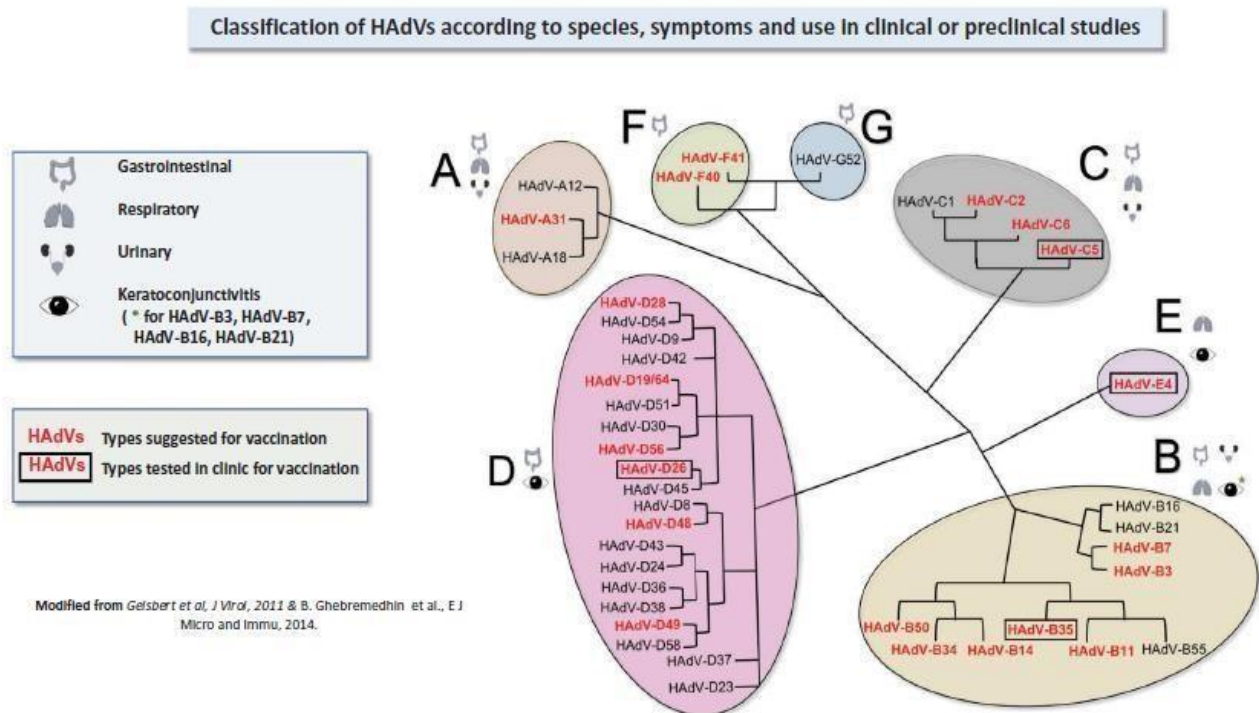 Classification of HAdVs according to species, symptoms and use in clinical or preclinical studies
Gastrointestinal
Respiratory
Urinary
Keratoconjunctivitis
( * for HAdV-B3, HAdV-B7,
HAdV-B16, HAdV-B21)
HAdVs Types suggested for vaccination
HAdVs Types tested in clinic for vaccination
Modified from Geisbert et al, J Virol, 2011 & B. Ghebremedhin et al., E J
Micro and Immu, 2014.
A
HAdV-A12
HAdV-A31
HAdV-A18
F
HAdV-F41
HAdV-F40
G
HAdV-G52
C
HAdV-C1
HAdV-C2
HAdV-C6
HAdV-C5
E
HAdV-E4
D
HAdV-D28
HAdV-D54
HAdV-D9
HAdV-D42
HAdV-D19/64
HAdV-D51
HAdV-D30
HAdV-D56
HAdV-D26
HAdV-D45
HAdV-D8
HAdV-D48
HAdV-D43
HAdV-D24
HAdV-D36
HAdV-D38
HAdV-D49
HAdV-D58
HAdV-D37
HAdV-D23
B
*
HAdV-B16
HAdV-B21
HAdV-B7
HAdV-B3
HAdV-B50
HAdV-B35
HAdV-B34
HAdV-B14
HAdV-B11
HAdV-B55